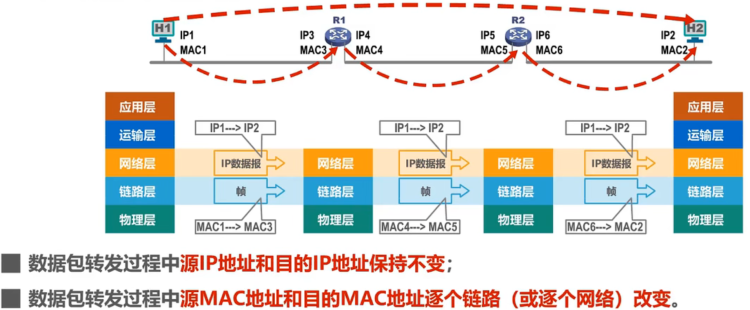 H1 R1 R2 H2
IP1 IP3 IP4 IP5 IP6 IP2
MAC1 MAC3 MAC4 MAC5 MAC6 MAC2
应用层 应用层
运输层 IP1---> IP2 IP1---> IP2 IP1---> IP2 运输层
网络层 IP数据报 网络层 IP数据报 网络层 IP数据报 网络层
链路层 帧 链路层 帧 链路层 帧 链路层
物理层 MAC1---> MAC3 物理层 MAC4---> MAC5 物理层 MAC6---> MAC2 物理层
数据包转发过程中源IP地址和目的IP地址保持不变；
数据包转发过程中源MAC地址和目的MAC地址逐个链路（或逐个网络）改变。